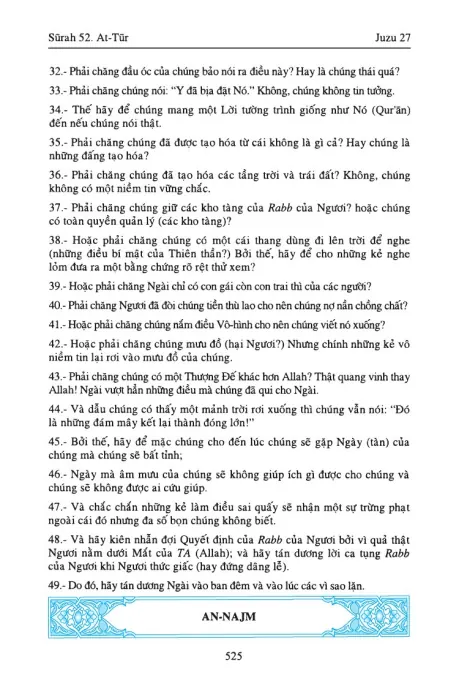 Sūrah 52. At-Tūr Juzu 27
32.- Phải chăng đầu óc của chúng bảo nói ra điều này? Hay là chúng thái quá?
33.- Phải chăng chúng nói: “Y đã bịa đặt Nó.” Không, chúng không tin tưởng.
34.- Thế hãy để chúng mang một Lời tường trình giống như Nó (Qur'ān)
đến nếu chúng nói thật.
35.- Phải chăng chúng đã được tạo hóa từ cái không là gì cả? Hay chúng là
những đấng tạo hóa?
36.- Phải chăng chúng đã tạo hóa các tầng trời và trái đất? Không, chúng
không có một niềm tin vững chắc.
37.- Phải chăng chúng giữ các kho tàng của Rabb của Ngươi? hoặc chúng
có toàn quyền quản lý (các kho tàng)?
38.- Hoặc phải chăng chúng có một cái thang dùng đi lên trời để nghe
(những điều bí mật của Thiên thần?) Bởi thế, hãy để cho những kẻ nghe
lỏm đưa ra một bằng chứng rõ rệt thử xem?
39.- Hoặc phải chăng Ngài chỉ có con gái còn con trai thì của các người?
40.- Phải chăng Ngươi đã đòi chúng tiền thù lao cho nên chúng nợ nần chồng chất?
41.- Hoặc phải chăng chúng nắm điều Vô-hình cho nên chúng viết nó xuống?
42.- Hoặc phải chăng chúng mưu đồ (hại Ngươi?) Nhưng chính những kẻ vô
niềm tin lại rơi vào mưu đồ của chúng.
43.- Phải chăng chúng có một Thượng Đế khác hơn Allah? Thật quang vinh thay
Allah! Ngài vượt hẳn những điều mà chúng đã qui cho Ngài.
44.- Và dẫu chúng có thấy một mảnh trời rơi xuống thì chúng vẫn nói: “Đó
là những đám mây kết lại thành đóng lớn!”
45.- Bởi thế, hãy để mặc chúng cho đến lúc chúng sẽ gặp Ngày (tàn) của
chúng mà chúng sẽ bất tỉnh;
46.- Ngày mà âm mưu của chúng sẽ không giúp ích gì được cho chúng và
chúng sẽ không được ai cứu giúp.
47.- Và chắc chắn những kẻ làm điều sai quấy sẽ nhận một sự trừng phạt
ngoài cái đó nhưng đa số bọn chúng không biết.
48.- Và hãy kiên nhẫn đợi Quyết định của Rabb của Ngươi bởi vì quả thật
Ngươi nằm dưới Mắt của TA (Allah); và hãy tán dương lời ca tụng Rabb
của Ngươi khi Ngươi thức giấc (hay đứng dâng lễ).
49.- Do đó, hãy tán dương Ngài vào ban đêm và vào lúc các vì sao lặn.
AN-NAJM
525